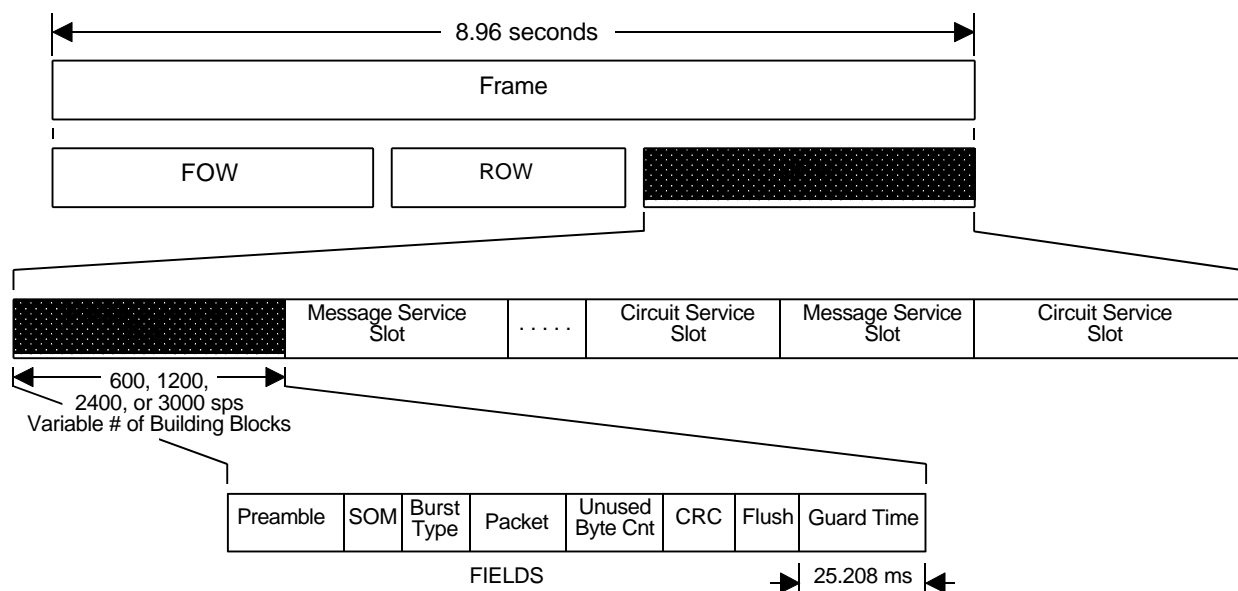 8.96 seconds
Frame
FOW
ROW
Message Service
Slot
. . . . .
Circuit Service
Slot
Message Service
Slot
Circuit Service
Slot
600, 1200,
2400, or 3000 sps
Variable # of Building Blocks
Preamble
SOM
Burst
Type
Packet
Unused
Byte Cnt
CRC
Flush
Guard Time
FIELDS
25.208 ms